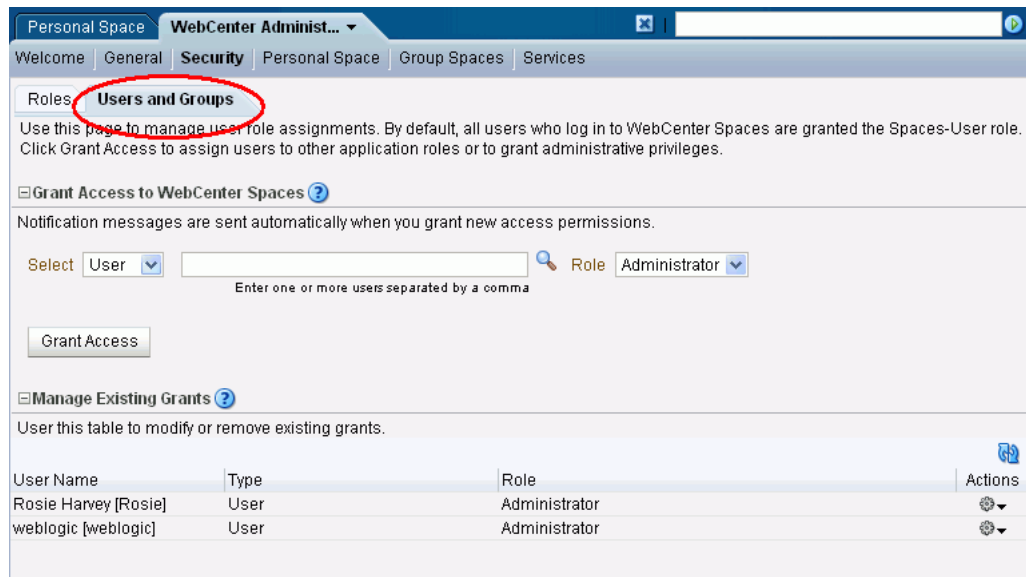 Personal Space WebCenter Administ...
Welcome General Security Personal Space Group Spaces Services
Roles Users and Groups
Use this page to manage user role assignments. By default, all users who log in to WebCenter Spaces are granted the Spaces-User role.
Click Grant Access to assign users to other application roles or to grant administrative privileges.
Grant Access to WebCenter Spaces ?
Notification messages are sent automatically when you grant new access permissions.
Select User Role Administrator
Enter one or more users separated by a comma
Grant Access
Manage Existing Grants ?
User this table to modify or remove existing grants.
User Name Type Role Actions
Rosie Harvey [Rosie] User Administrator
weblogic [weblogic] User Administrator